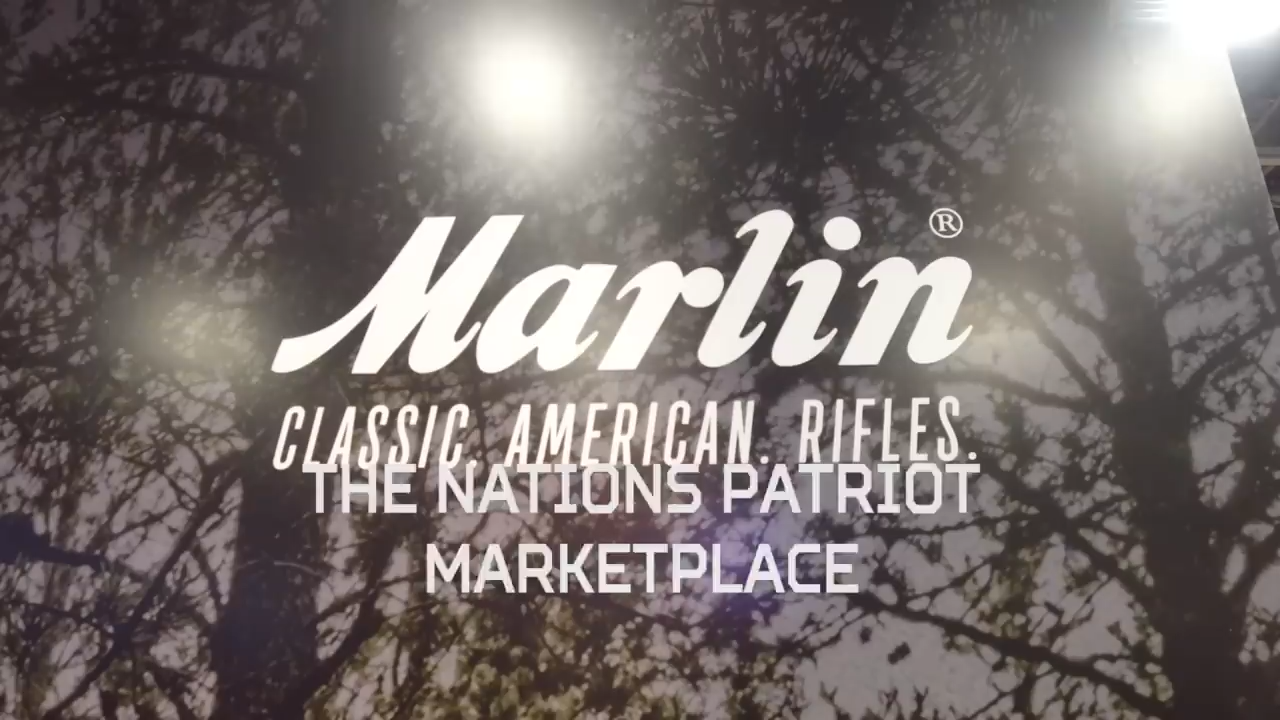 Marlin®
CLASSIC. AMERICAN. RIFLES.
THE NATIONS PATRIOT
MARKETPLACE